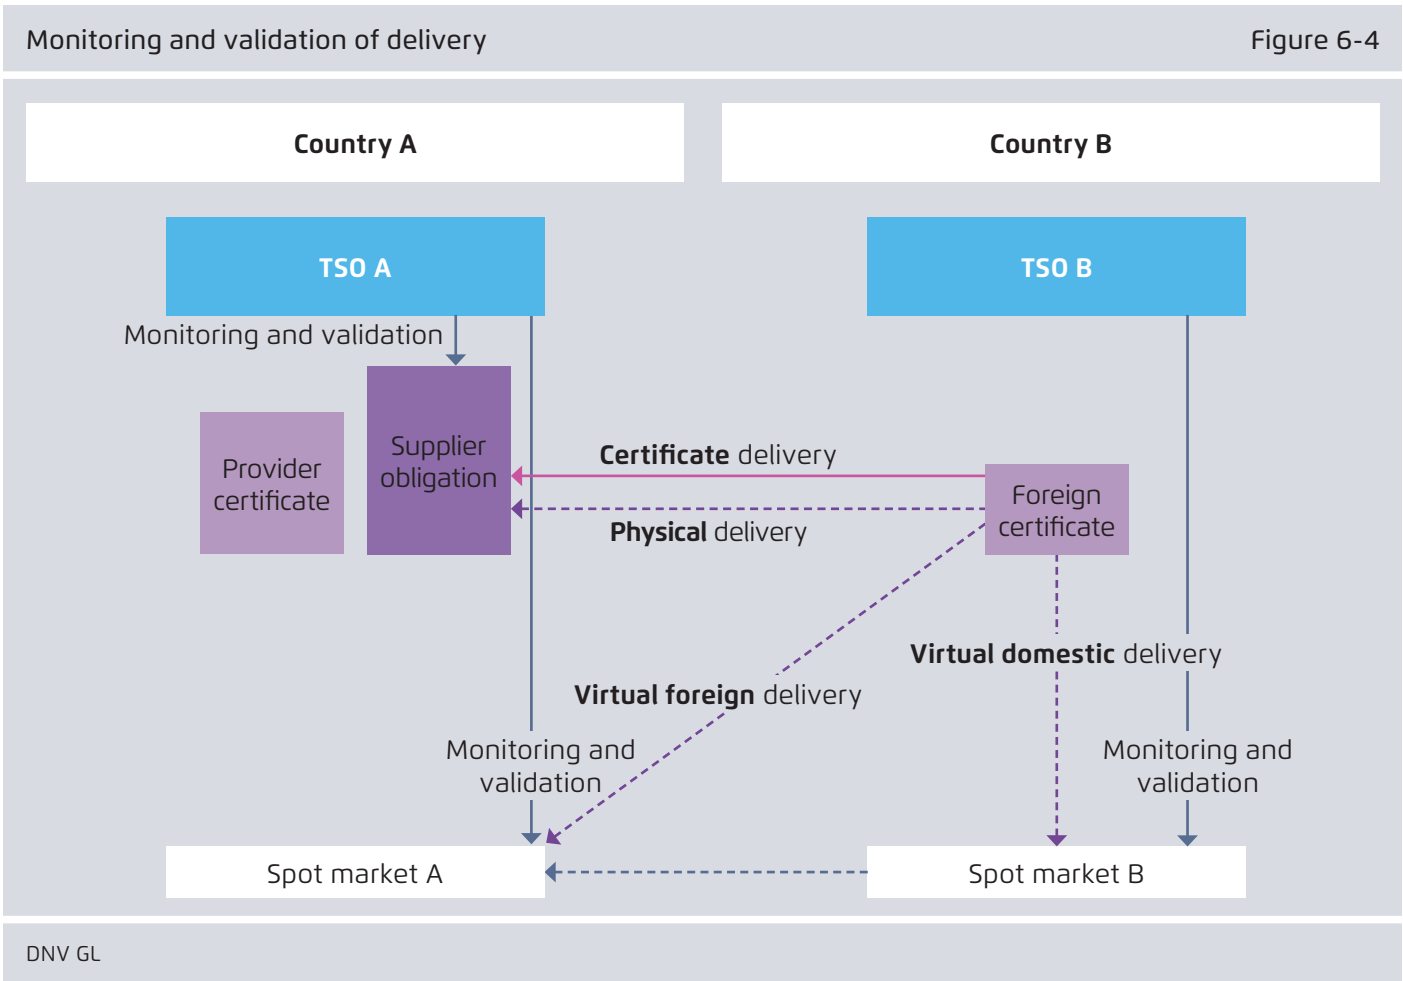 Monitoring and validation of delivery
Figure 6-4
Country A
Country B
TSO A
TSO B
Monitoring and validation
Provider
certificate
Supplier
obligation
Certificate delivery
Physical delivery
Foreign
certificate
Virtual domestic delivery
Virtual foreign delivery
Monitoring and
validation
Monitoring and
validation
Spot market A
Spot market B
DNV GL